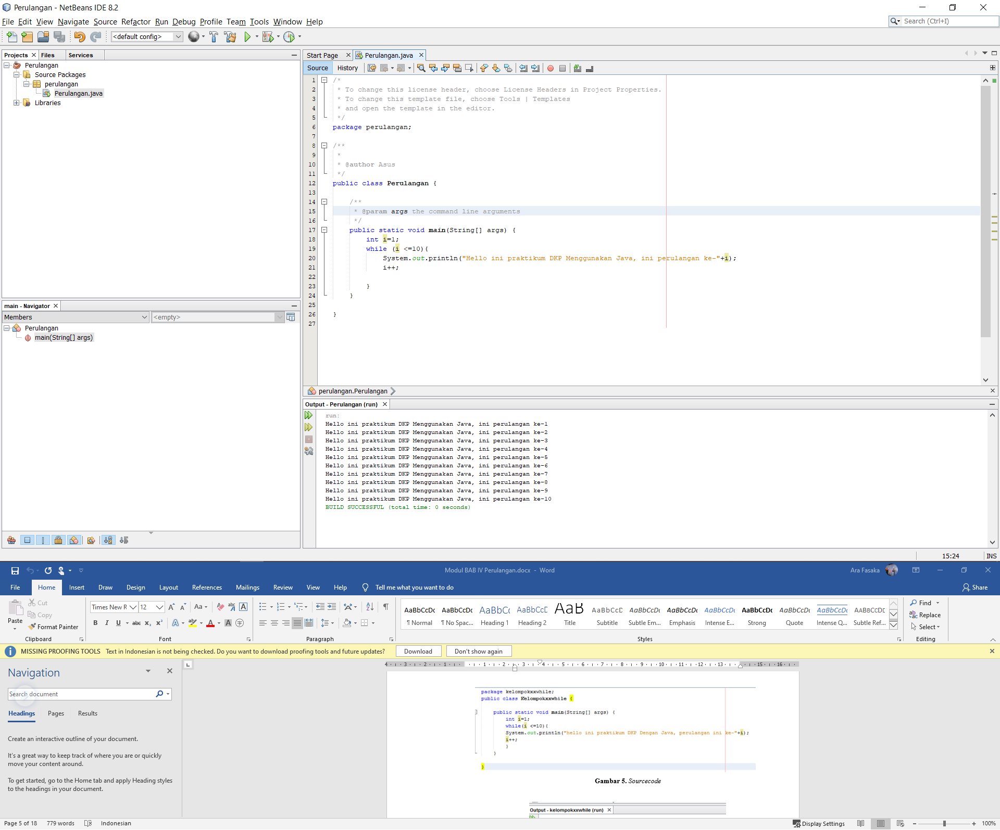 Perulangan - NetBeans IDE 8.2
File Edit View Navigate Source Refactor Run Debug Profile Team Tools Window Help
Search (Ctrl+I)
<default config>
Projects Files Services
Perulangan
Source Packages
perulangan
Perulangan.java
Libraries
main - Navigator
Members
<empty>
Perulangan
main(String[] args)
Start Page Perulangan.java
Source History
1 /*
2 * To change this license header, choose License Headers in Project Properties.
3 * To change this template file, choose Tools | Templates
4 * and open the template in the editor.
5 */
6 package perulangan;
7
8 /**
9 *
10 * @author Asus
11 */
12 public class Perulangan {
13
14 /**
15 * @param args the command line arguments
16 */
17 public static void main(String[] args) {
18 int i=1;
19 while (i <=10){
20 System.out.println("Hello ini praktikum DKP Menggunakan Java, ini perulangan ke-"+i);
21 i++;
22
23 }
24 }
25
26 }
27
perulangan.Perulangan
Output - Perulangan (run)
run:
Hello ini praktikum DKP Menggunakan Java, ini perulangan ke-1
Hello ini praktikum DKP Menggunakan Java, ini perulangan ke-2
Hello ini praktikum DKP Menggunakan Java, ini perulangan ke-3
Hello ini praktikum DKP Menggunakan Java, ini perulangan ke-4
Hello ini praktikum DKP Menggunakan Java, ini perulangan ke-5
Hello ini praktikum DKP Menggunakan Java, ini perulangan ke-6
Hello ini praktikum DKP Menggunakan Java, ini perulangan ke-7
Hello ini praktikum DKP Menggunakan Java, ini perulangan ke-8
Hello ini praktikum DKP Menggunakan Java, ini perulangan ke-9
Hello ini praktikum DKP Menggunakan Java, ini perulangan ke-10
BUILD SUCCESSFUL (total time: 0 seconds)
15:24 INS
Modul BAB IV Perulangan.docx - Word
Ara Fasaka
File Home Insert Draw Design Layout References Mailings Review View Help Tell me what you want to do Share
Paste
Cut
Copy
Format Painter
Clipboard
Times New R 12
Font
Paragraph
AaBbCcDc AaBbCcDc AaBbC( AaBbCcE AaB AaBbCcD AaBbCcDc AaBbCcDc AaBbCcDc AaBbCcDc AaBbCcDc AaBbCcDc AABBCCDE
¶ Normal ¶ No Spac... Heading 1 Heading 2 Title Subtitle Subtle Em... Emphasis Intense E... Strong Quote Intense Q... Subtle Ref...
Styles
Find
Replace
Select
Editing
MISSING PROOFING TOOLS Text in Indonesian is not being checked. Do you want to download proofing tools and future updates? Download Don't show again
Navigation
Search document
Headings Pages Results
Create an interactive outline of your document.
It's a great way to keep track of where you are or quickly
move your content around.
To get started, go to the Home tab and apply Heading styles
to the headings in your document.
4 3 2 1 1 2 3 4 5 6 7 8 9 10 11 12 13 15 16
package kelompokxxwhile;
public class Kelompokxxwhile {
public static void main(String[] args) {
int i=1;
while(i <=10){
System.out.println("hello ini praktikum DKP Dengan Java, perulangan ini ke-"+i);
i++;
}
}
}
Gambar 5. Sourcecode
Output - kelompokxxwhile (run)
Page 5 of 18 779 words Indonesian
Display Settings
100%